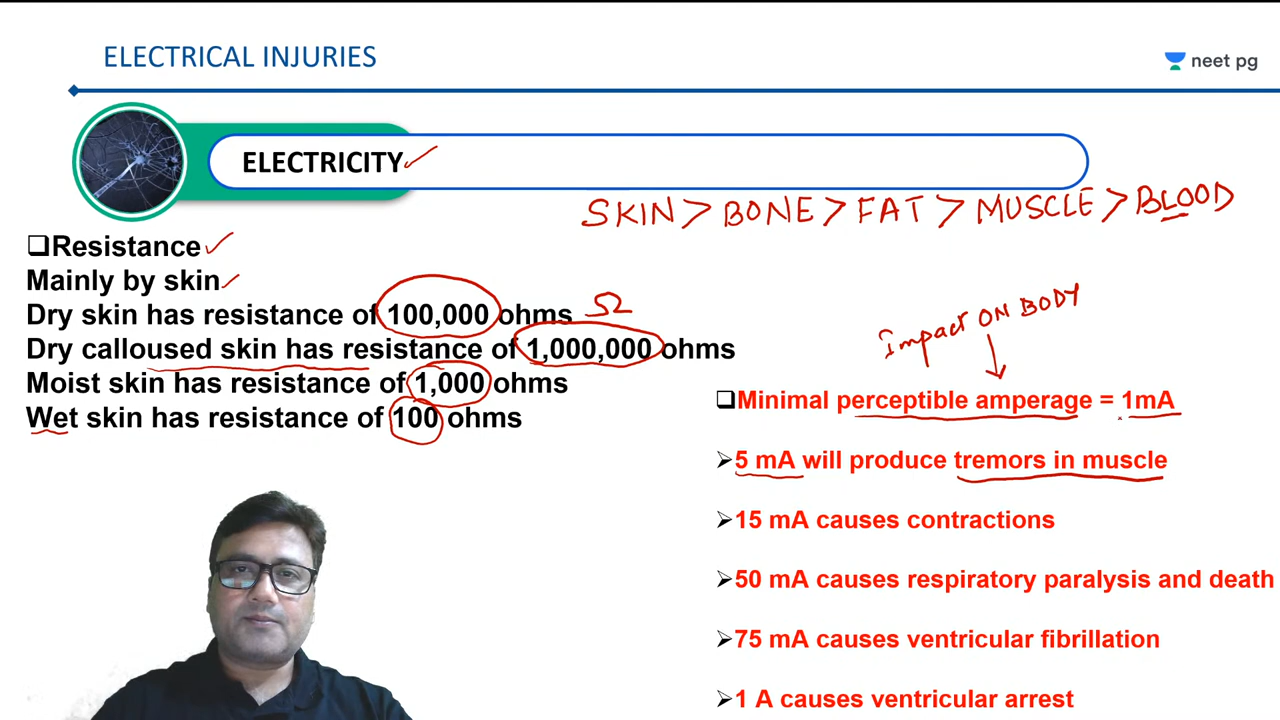 ELECTRICAL INJURIES
neet pg
ELECTRICITY
SKIN > BONE > FAT > MUSCLE > BLOOD
❑Resistance
Mainly by skin
Dry skin has resistance of 100,000 ohms Ω
Dry calloused skin has resistance of 1,000,000 ohms
Moist skin has resistance of 1,000 ohms
Wet skin has resistance of 100 ohms
Impact ON BODY
❑Minimal perceptible amperage = 1mA
➢5 mA will produce tremors in muscle
➢15 mA causes contractions
➢50 mA causes respiratory paralysis and death
➢75 mA causes ventricular fibrillation
➢1 A causes ventricular arrest